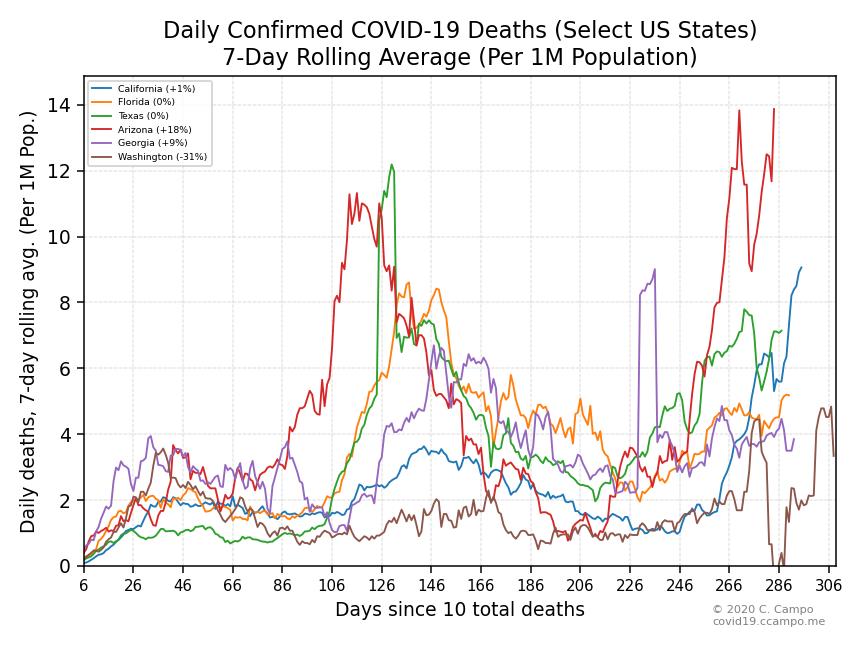 Daily Confirmed COVID-19 Deaths (Select US States)
7-Day Rolling Average (Per 1M Population)
Daily deaths, 7-day rolling avg. (Per 1M Pop.)
California (+1%)
Florida (0%)
Texas (0%)
Arizona (+18%)
Georgia (+9%)
Washington (-31%)
14
12
10
8
6
4
2
0
6 26 46 66 86 106 126 146 166 186 206 226 246 266 286 306
Days since 10 total deaths
© 2020 C. Campo
covid19.ccampo.me